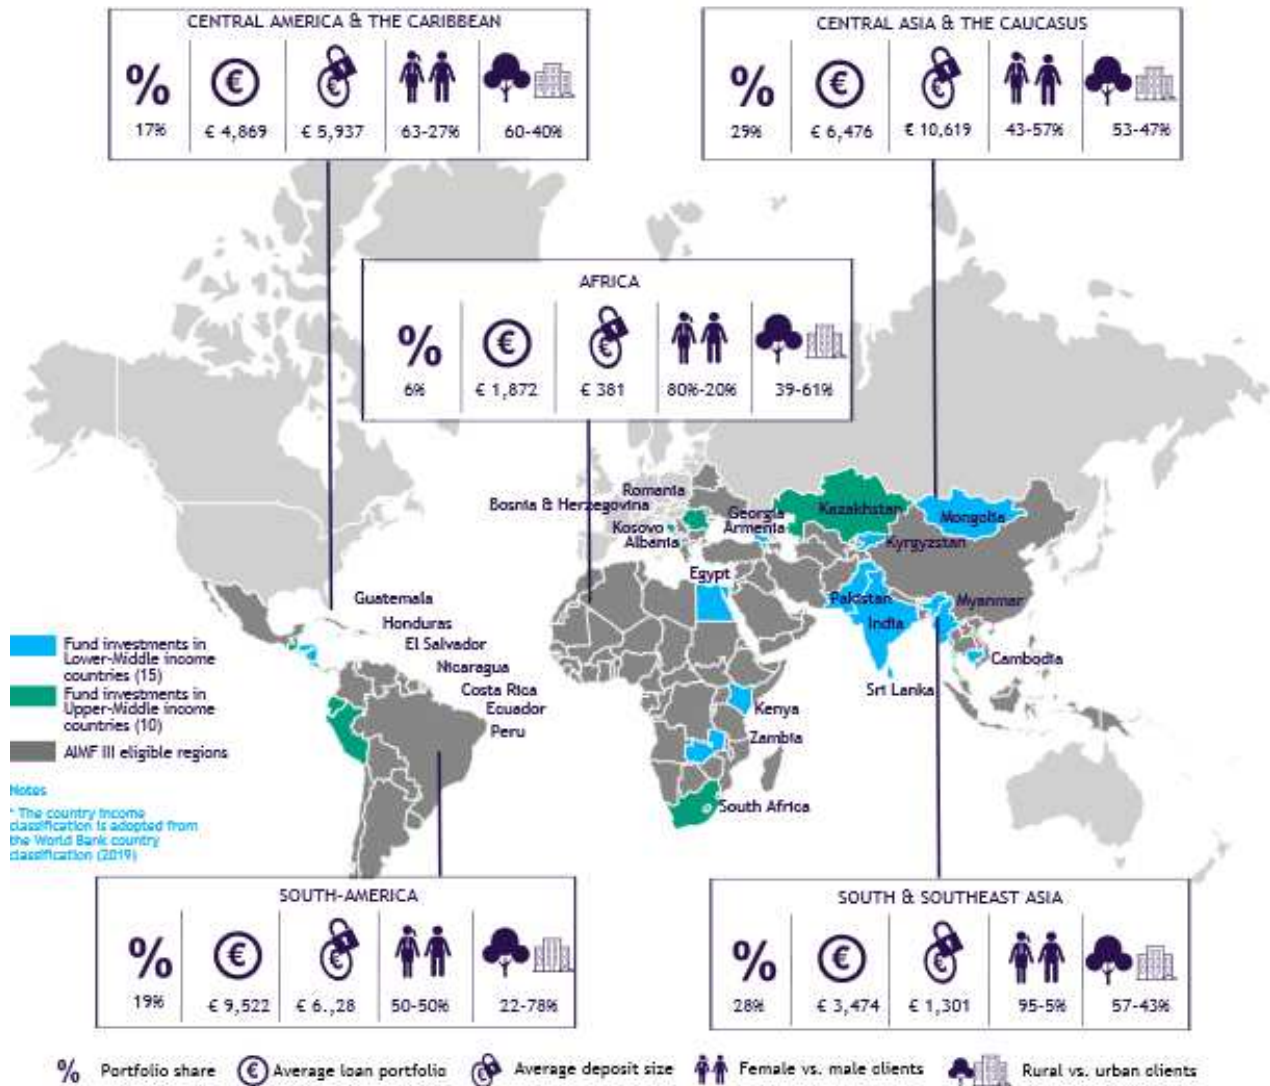 CENTRAL AMERICA & THE CARIBBEAN
%
€
€
€
17%
€ 4,869
€ 5,937
63-27%
60-40%
CENTRAL ASIA & THE CAUCASUS
%
€
€
29%
€ 6,476
€ 10,619
43-57%
53-47%
AFRICA
%
€
€
6%
€ 1,872
€ 381
80%-20%
39-61%
Romania
Bosnia & Herzegovina
Kosovo
Albania
Georgia
Armenia
Kazakhstan
Mongolia
Kyrgyzstan
Egypt
Pakistan
India
Myanmar
Cambodia
Sri Lanka
Kenya
Zambia
South Africa
Guatemala
Honduras
El Salvador
Nicaragua
Costa Rica
Ecuador
Peru
Fund investments in
Lower-Middle income
countries (15)
Fund investments in
Upper-Middle income
countries (10)
AIMF III eligible regions
Notes
* The country income
classification is adopted from
the World Bank country
classification (2019)
SOUTH-AMERICA
%
€
€
19%
€ 9,522
€ 6.,28
50-50%
22-78%
SOUTH & SOUTHEAST ASIA
%
€
€
28%
€ 3,474
€ 1,301
95-5%
57-43%
% Portfolio share
€ Average loan portfolio
€ Average deposit size
Female vs. male clients
Rural vs. urban clients